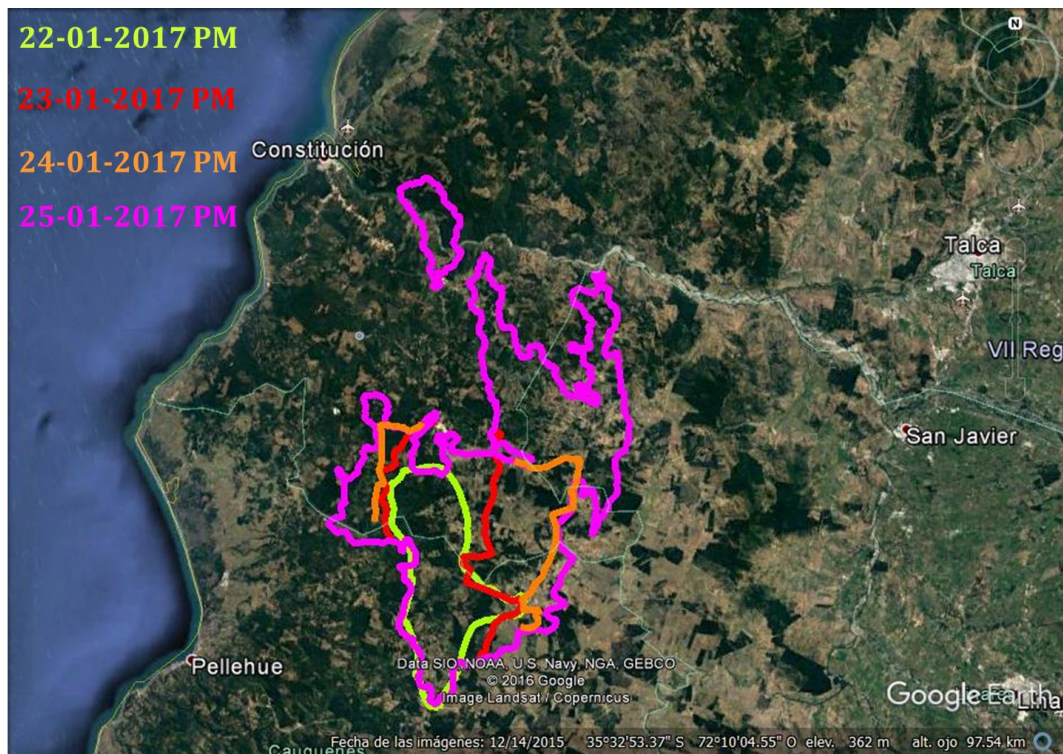 22-01-2017 PM
23-01-2017 PM
24-01-2017 PM
25-01-2017 PM
N
Constitución
Talca
Talca
VII Reg
San Javier
Pellehue
Data SIO, NOAA, U.S. Navy, NGA, GEBCO
© 2016 Google
Image Landsat / Copernicus
Google Earth
Lina
Cauquenes
Fecha de las imágenes: 12/14/2015 35°32'53.37" S 72°10'04.55" O elev. 362 m alt. ojo 97.54 km